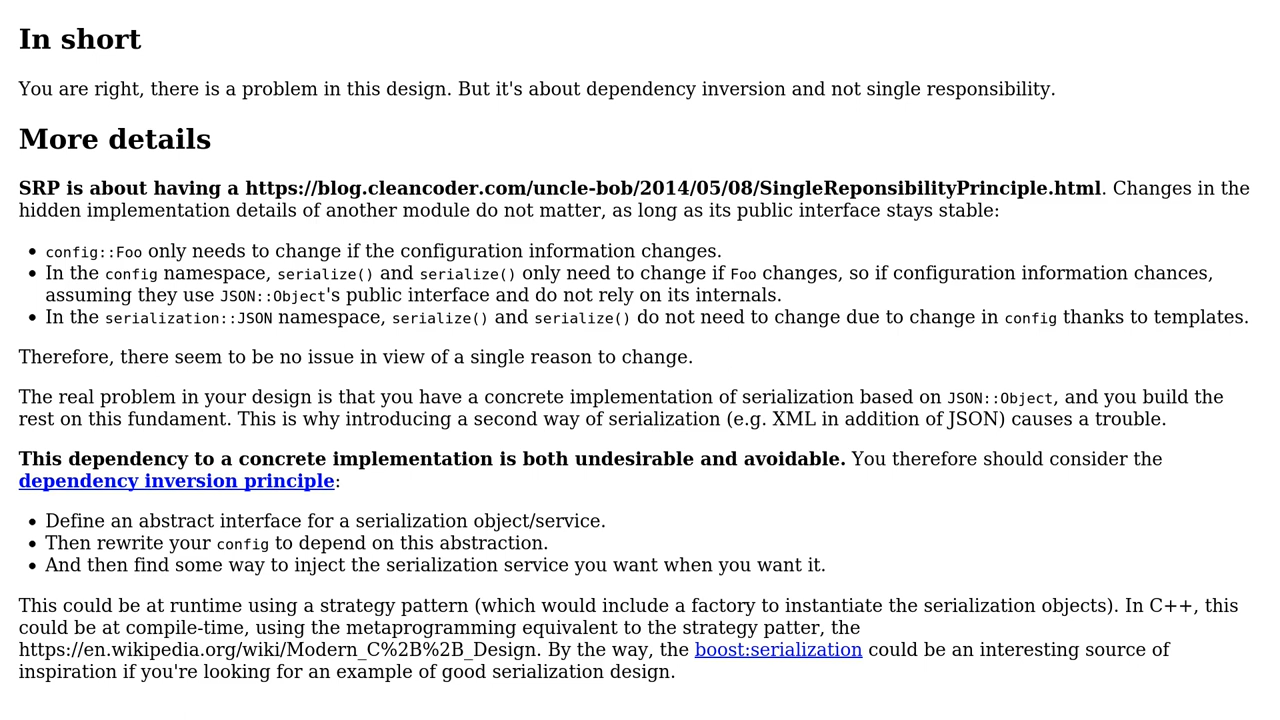 In short
You are right, there is a problem in this design. But it's about dependency inversion and not single responsibility.
More details
SRP is about having a https://blog.cleancoder.com/uncle-bob/2014/05/08/SingleReponsibilityPrinciple.html. Changes in the
hidden implementation details of another module do not matter, as long as its public interface stays stable:
• config::Foo only needs to change if the configuration information changes.
• In the config namespace, serialize() and serialize() only need to change if Foo changes, so if configuration information chances,
assuming they use JSON::Object's public interface and do not rely on its internals.
• In the serialization::JSON namespace, serialize() and serialize() do not need to change due to change in config thanks to templates.
Therefore, there seem to be no issue in view of a single reason to change.
The real problem in your design is that you have a concrete implementation of serialization based on JSON::Object, and you build the
rest on this fundament. This is why introducing a second way of serialization (e.g. XML in addition of JSON) causes a trouble.
This dependency to a concrete implementation is both undesirable and avoidable. You therefore should consider the
dependency inversion principle:
• Define an abstract interface for a serialization object/service.
• Then rewrite your config to depend on this abstraction.
• And then find some way to inject the serialization service you want when you want it.
This could be at runtime using a strategy pattern (which would include a factory to instantiate the serialization objects). In C++, this
could be at compile-time, using the metaprogramming equivalent to the strategy patter, the
https://en.wikipedia.org/wiki/Modern_C%2B%2B_Design. By the way, the boost:serialization could be an interesting source of
inspiration if you're looking for an example of good serialization design.